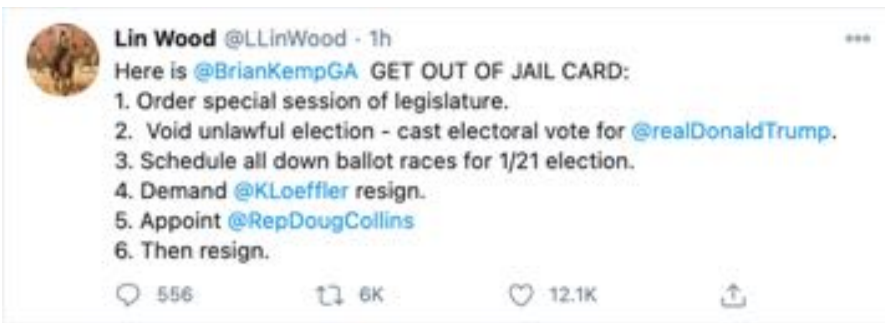 Lin Wood @LLinWood · 1h
Here is @BrianKempGA GET OUT OF JAIL CARD:
1. Order special session of legislature.
2. Void unlawful election - cast electoral vote for @realDonaldTrump.
3. Schedule all down ballot races for 1/21 election.
4. Demand @KLoeffler resign.
5. Appoint @RepDougCollins
6. Then resign.
556 6K 12.1K